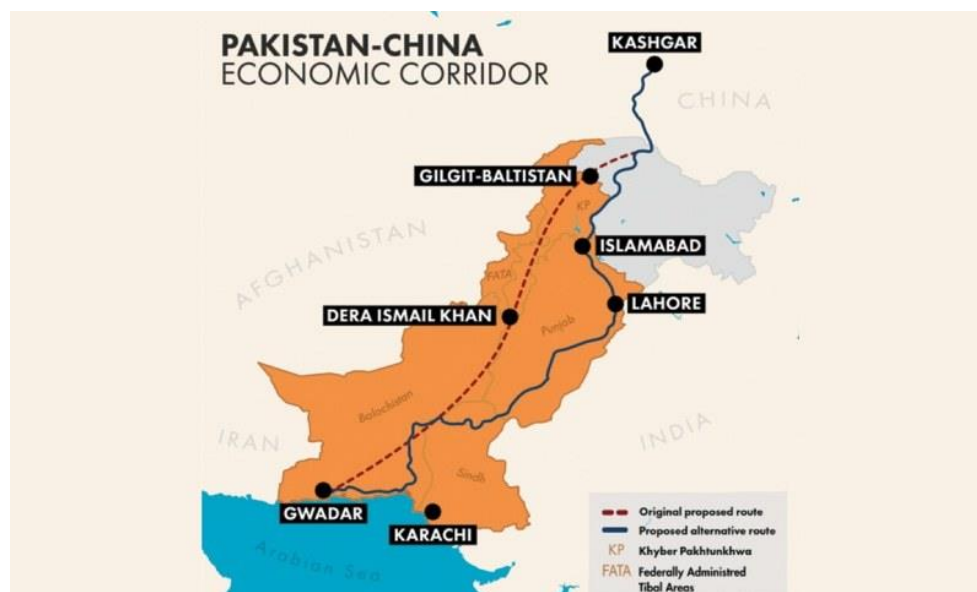 PAKISTAN-CHINA
ECONOMIC CORRIDOR
KASHGAR
CHINA
GILGIT-BALTISTAN
KP
ISLAMABAD
AFGHANISTAN
FATA
LAHORE
DERA ISMAIL KHAN
Punjab
Balochistan
IRAN
INDIA
Sindh
GWADAR
KARACHI
Arabian Sea
Original proposed route
Proposed alternative route
KP Khyber Pakhtunkhwa
FATA Federally Administred
Tibal Areas